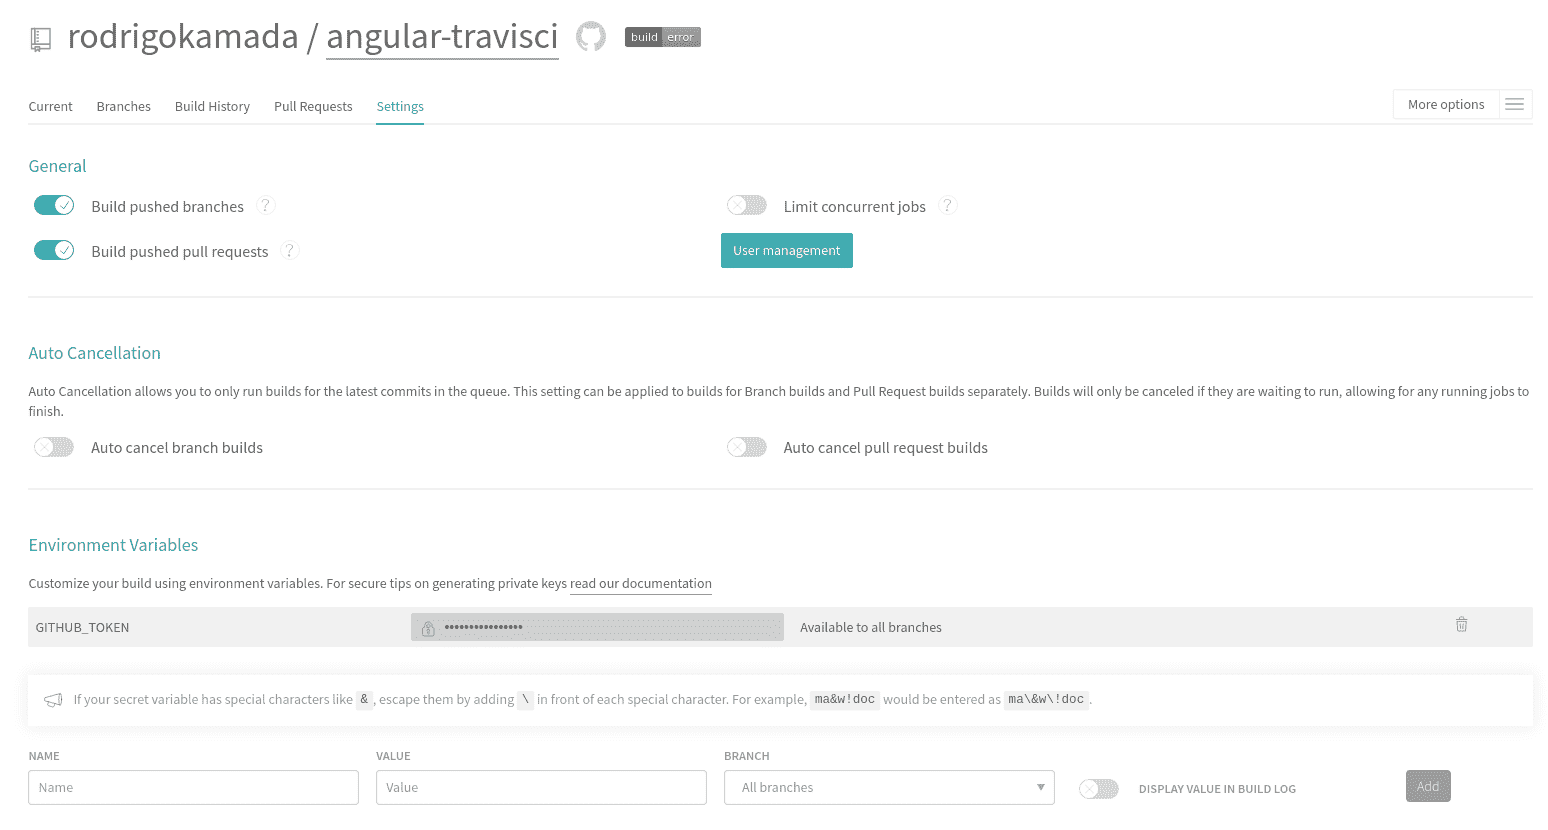 rodrigokamada / angular-travisci build error
Current Branches Build History Pull Requests Settings More options
General
Build pushed branches ? Limit concurrent jobs ?
Build pushed pull requests ? User management
Auto Cancellation
Auto Cancellation allows you to only run builds for the latest commits in the queue. This setting can be applied to builds for Branch builds and Pull Request builds separately. Builds will only be canceled if they are waiting to run, allowing for any running jobs to
finish.
Auto cancel branch builds Auto cancel pull request builds
Environment Variables
Customize your build using environment variables. For secure tips on generating private keys read our documentation
GITHUB_TOKEN •••••••••••••••• Available to all branches
If your secret variable has special characters like & , escape them by adding \ in front of each special character. For example, ma&w!doc would be entered as ma\&w\!doc .
NAME VALUE BRANCH
Name Value All branches DISPLAY VALUE IN BUILD LOG Add